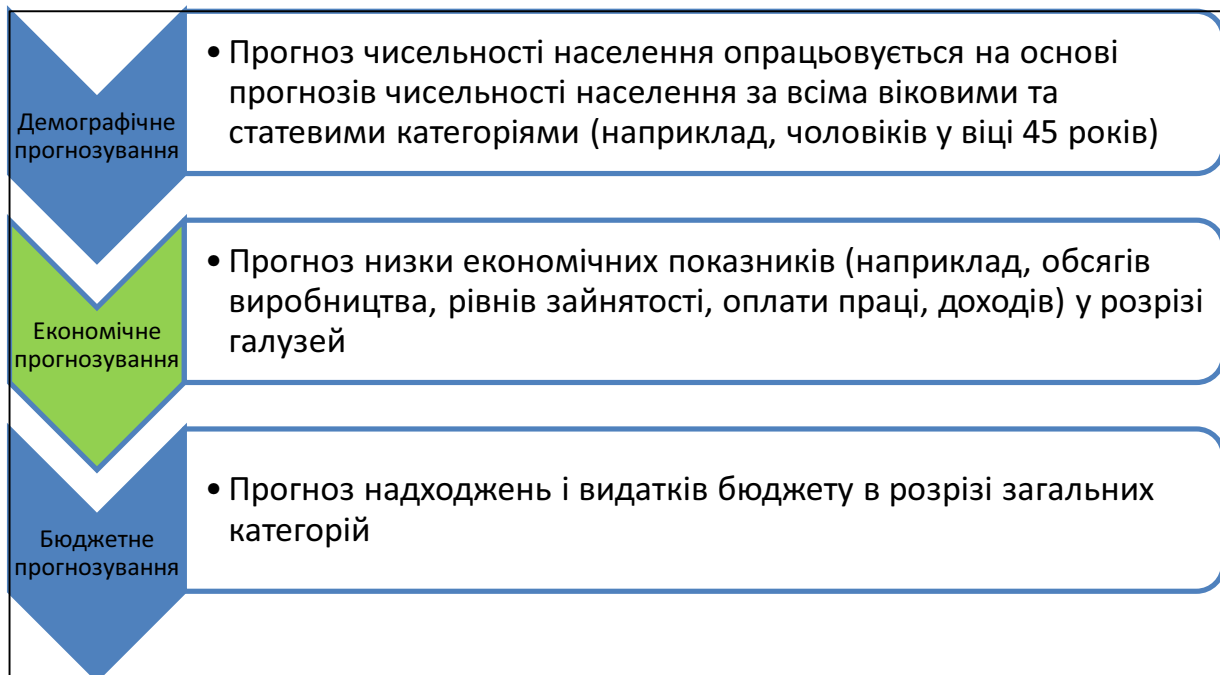 Демографічне
прогнозування
• Прогноз чисельності населення опрацьовується на основі
прогнозів чисельності населення за всіма віковими та
статевими категоріями (наприклад, чоловіків у віці 45 років)
Економічне
прогнозування
• Прогноз низки економічних показників (наприклад, обсягів
виробництва, рівнів зайнятості, оплати праці, доходів) у розрізі
галузей
Бюджетне
прогнозування
• Прогноз надходжень і видатків бюджету в розрізі загальних
категорій